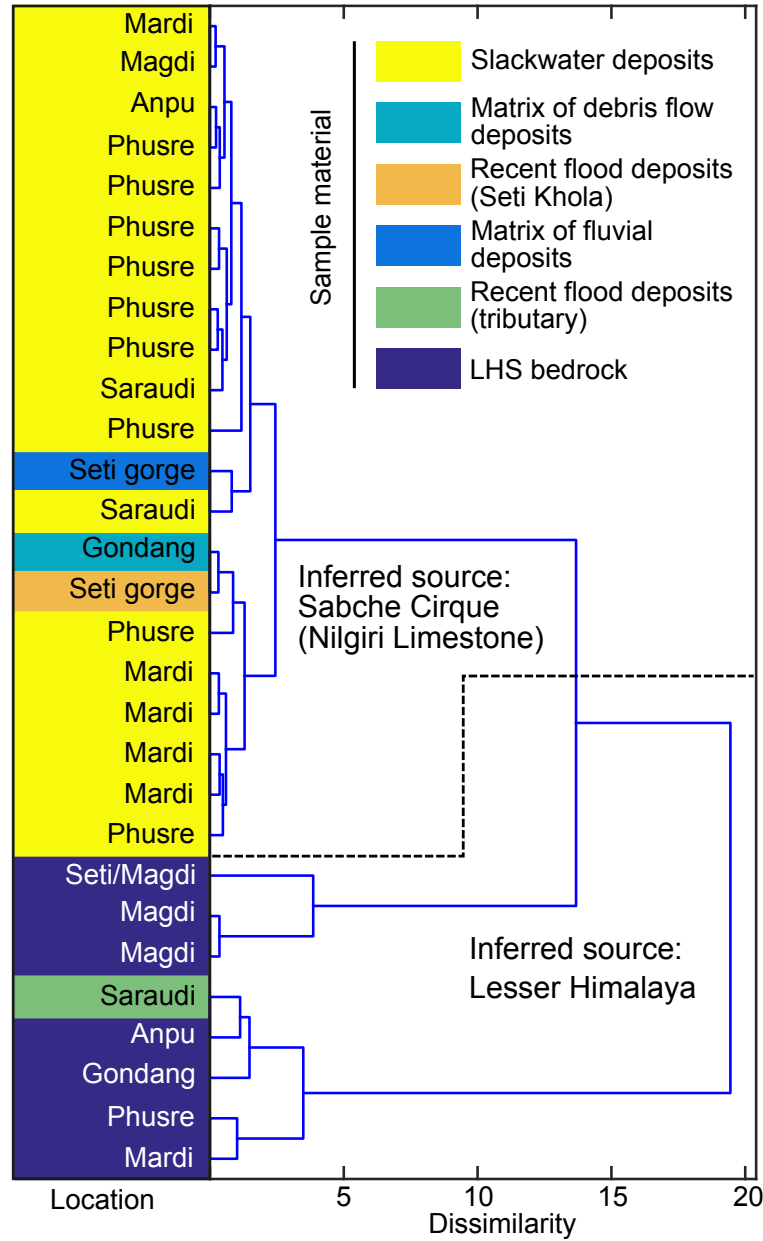 Mardi
Magdi
Anpu
Phusre
Phusre
Phusre
Phusre
Phusre
Phusre
Saraudi
Phusre
Seti gorge
Saraudi
Gondang
Seti gorge
Phusre
Mardi
Mardi
Mardi
Mardi
Phusre
Seti/Magdi
Magdi
Magdi
Saraudi
Anpu
Gondang
Phusre
Mardi
Location
Sample material
Slackwater deposits
Matrix of debris flow
deposits
Recent flood deposits
(Seti Khola)
Matrix of fluvial
deposits
Recent flood deposits
(tributary)
LHS bedrock
Inferred source:
Sabche Cirque
(Nilgiri Limestone)
Inferred source:
Lesser Himalaya
5
10
15
20
Dissimilarity